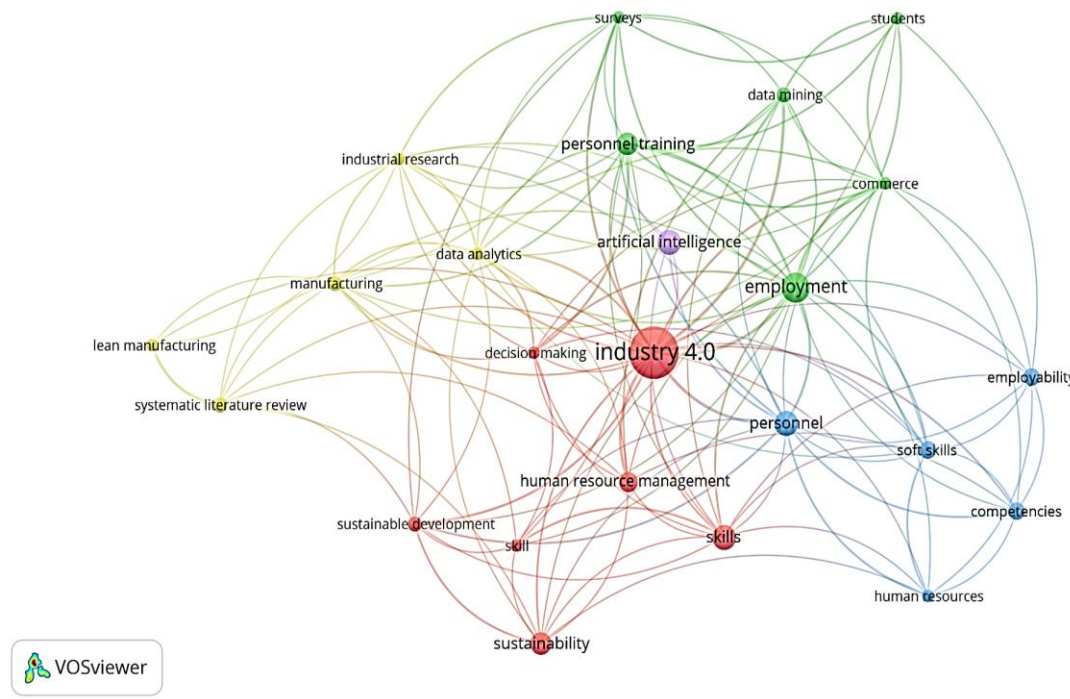 surveys
students
data mining
personnel training
industrial research
commerce
artificial intelligence
data analytics
manufacturing
employment
lean manufacturing
decision making
industry 4.0
employability
systematic literature review
personnel
soft skills
human resource management
competencies
sustainable development
skill
skills
human resources
sustainability
VOSviewer